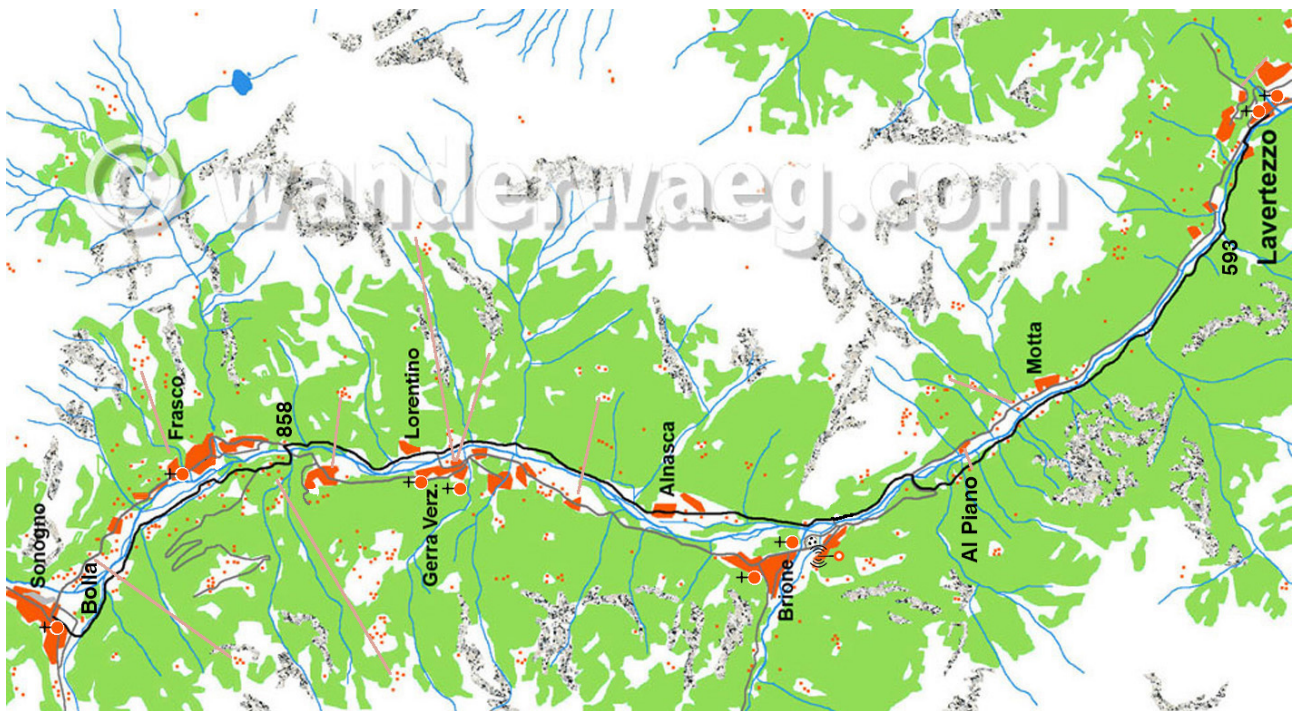 © wanderwaeg.com
Sonogno
Bolla
Frasco
858
Lorentino
Gerra Verz.
Alnasca
Brione
Al Piano
Motta
593
Lavertezzo